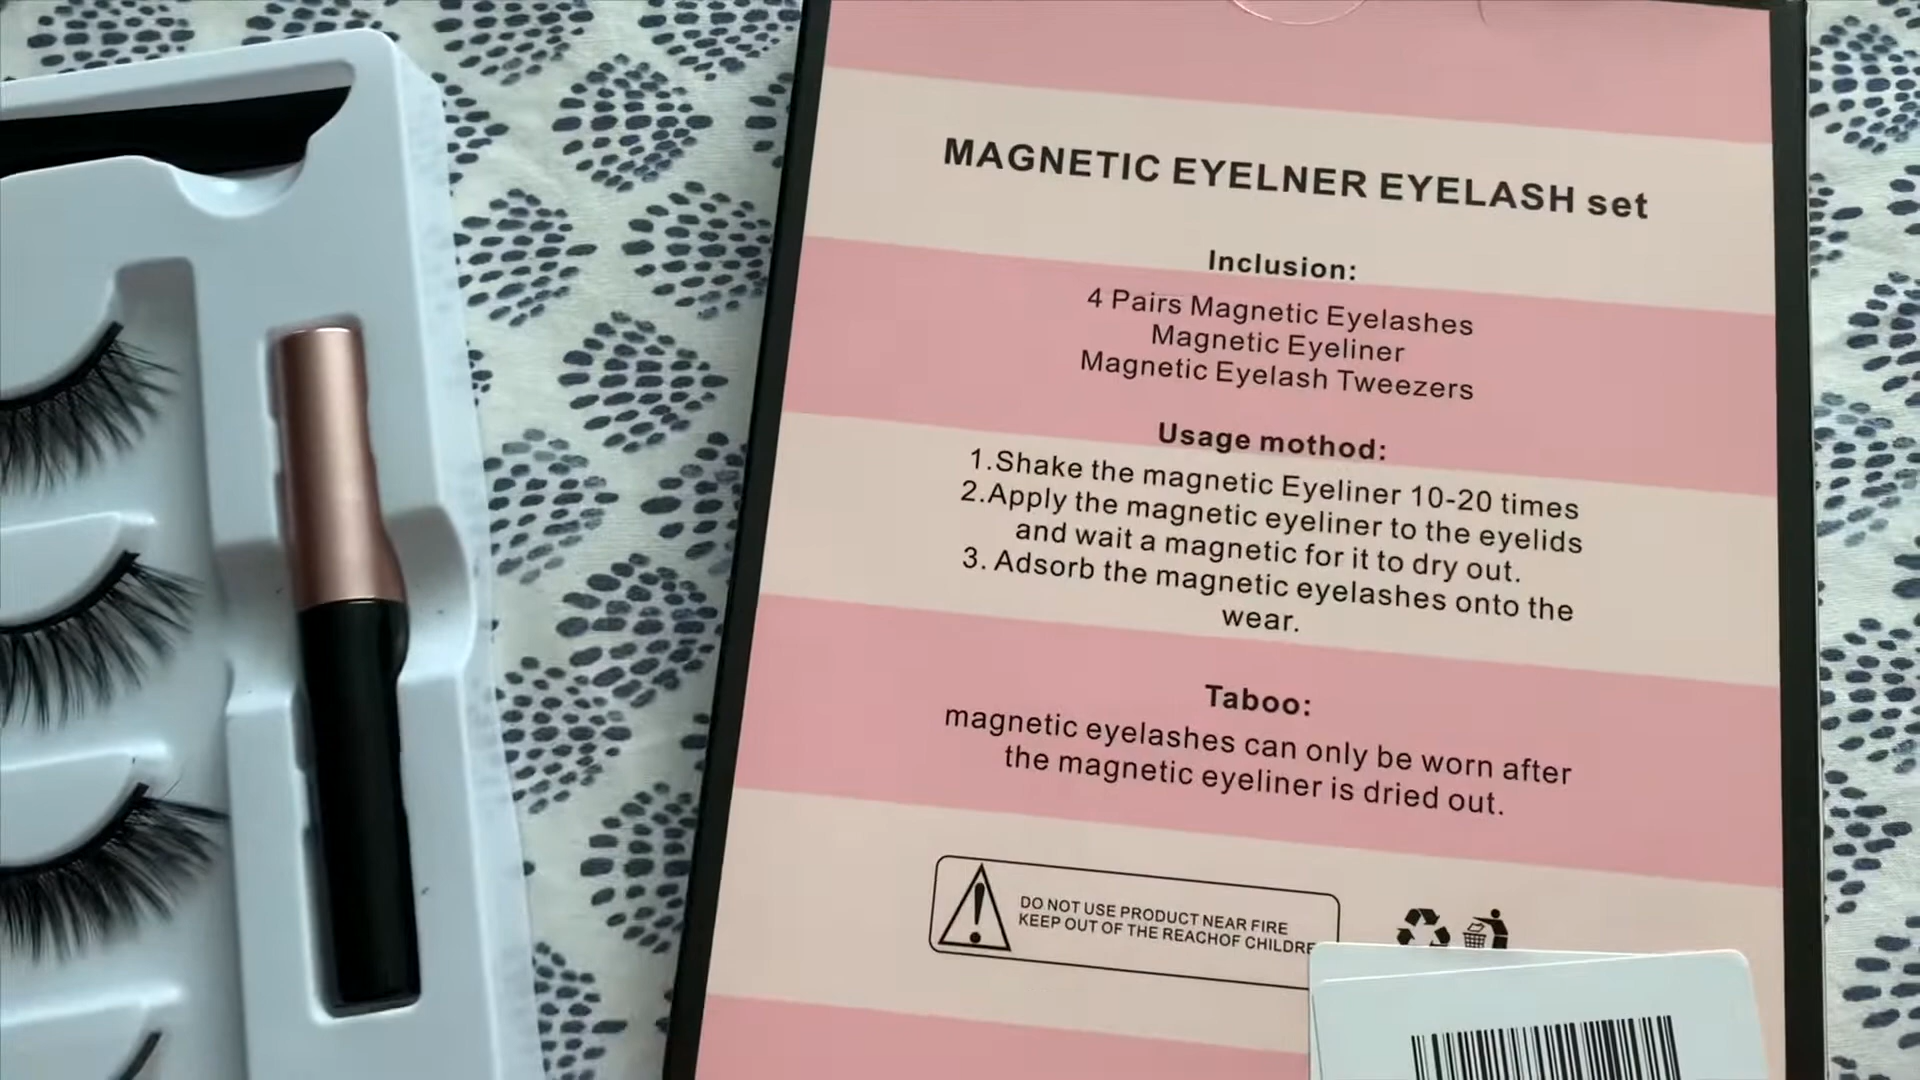 MAGNETIC EYELNER EYELASH set
Inclusion:
4 Pairs Magnetic Eyelashes
Magnetic Eyeliner
Magnetic Eyelash Tweezers
Usage mothod:
1.Shake the magnetic Eyeliner 10-20 times
2.Apply the magnetic eyeliner to the eyelids
and wait a magnetic for it to dry out.
3. Adsorb the magnetic eyelashes onto the
wear.
Taboo:
magnetic eyelashes can only be worn after
the magnetic eyeliner is dried out.
DO NOT USE PRODUCT NEAR FIRE
KEEP OUT OF THE REACHOF CHILDRE